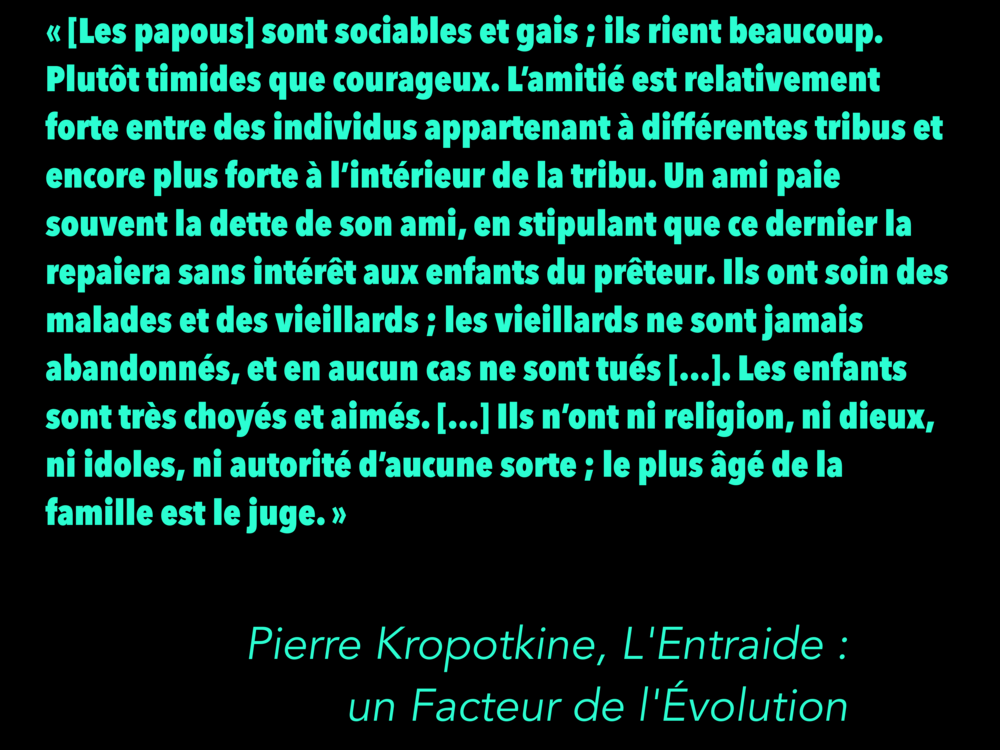 « [Les papous] sont sociables et gais ; ils rient beaucoup.
Plutôt timides que courageux. L’amitié est relativement
forte entre des individus appartenant à différentes tribus et
encore plus forte à l’intérieur de la tribu. Un ami paie
souvent la dette de son ami, en stipulant que ce dernier la
repaiera sans intérêt aux enfants du prêteur. Ils ont soin des
malades et des vieillards ; les vieillards ne sont jamais
abandonnés, et en aucun cas ne sont tués [...]. Les enfants
sont très choyés et aimés. [...] Ils n’ont ni religion, ni dieux,
ni idoles, ni autorité d’aucune sorte ; le plus âgé de la
famille est le juge. »
Pierre Kropotkine, L'Entraide :
un Facteur de l'Évolution